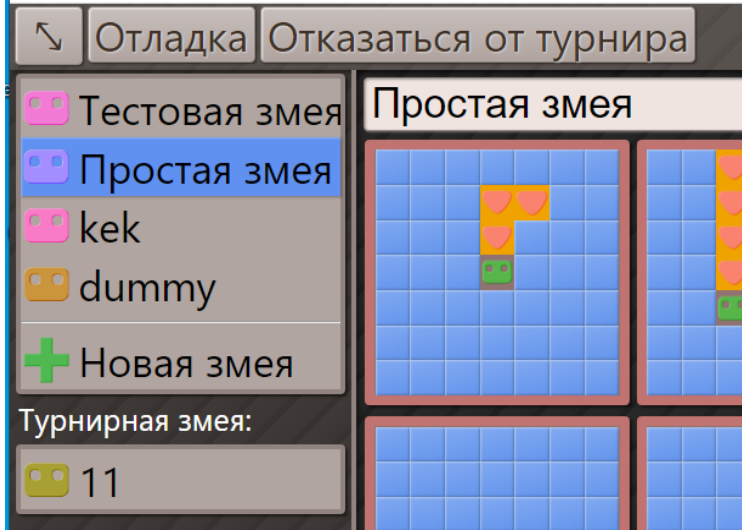 Отладка
Отказаться от турнира
Тестовая змея
Простая змея
kek
dummy
Новая змея
Турнирная змея:
11
Простая змея